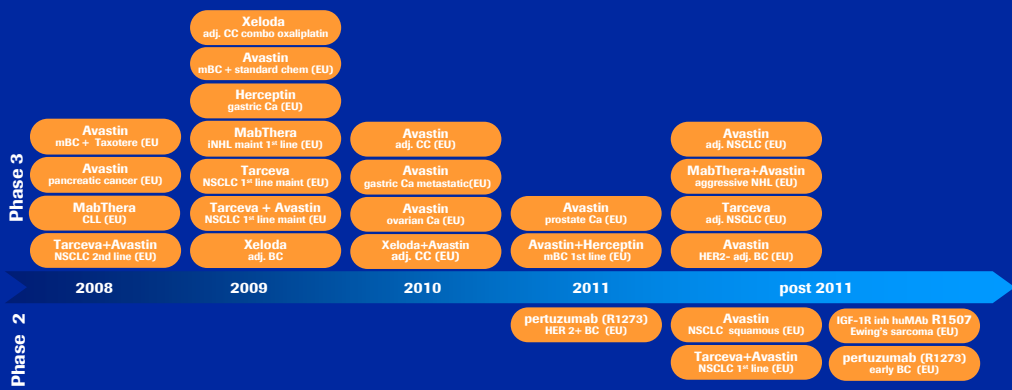 Phase 3
Avastin
mBC + Taxotere (EU
Avastin
pancreatic cancer (EU)
MabThera
CLL (EU)
Tarceva+Avastin
NSCLC 2nd line (EU)
Xeloda
adj. CC combo oxaliplatin
Avastin
mBC + standard chem (EU)
Herceptin
gastric Ca (EU)
MabThera
iNHL maint 1st line (EU)
Tarceva
NSCLC 1st line maint (EU)
Tarceva + Avastin
NSCLC 1st line maint (EU
Xeloda
adj. BC
Avastin
adj. CC (EU)
Avastin
gastric Ca metastatic(EU)
Avastin
ovarian Ca (EU)
Xeloda+Avastin
adj. CC (EU)
Avastin
prostate Ca (EU)
Avastin+Herceptin
mBC 1st line (EU)
Avastin
adj. NSCLC (EU)
MabThera+Avastin
aggressive NHL (EU)
Tarceva
adj. NSCLC (EU)
Avastin
HER2- adj. BC (EU)
2008 2009 2010 2011 post 2011
Phase 2
pertuzumab (R1273)
HER 2+ BC (EU)
Avastin
NSCLC squamous (EU)
Tarceva+Avastin
NSCLC 1st line (EU)
IGF-1R inh huMAb R1507
Ewing's sarcoma (EU)
pertuzumab (R1273)
early BC (EU)